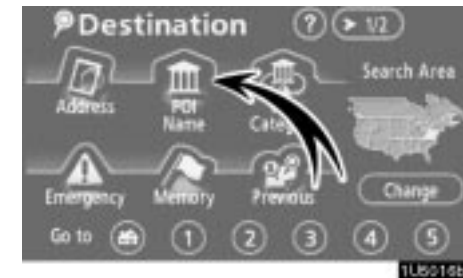 Destination ? 1/2
Search Area
Address POI Name Categ
Emergency Memory Previous Change
Go to 1 2 3 4 5
1U5016b